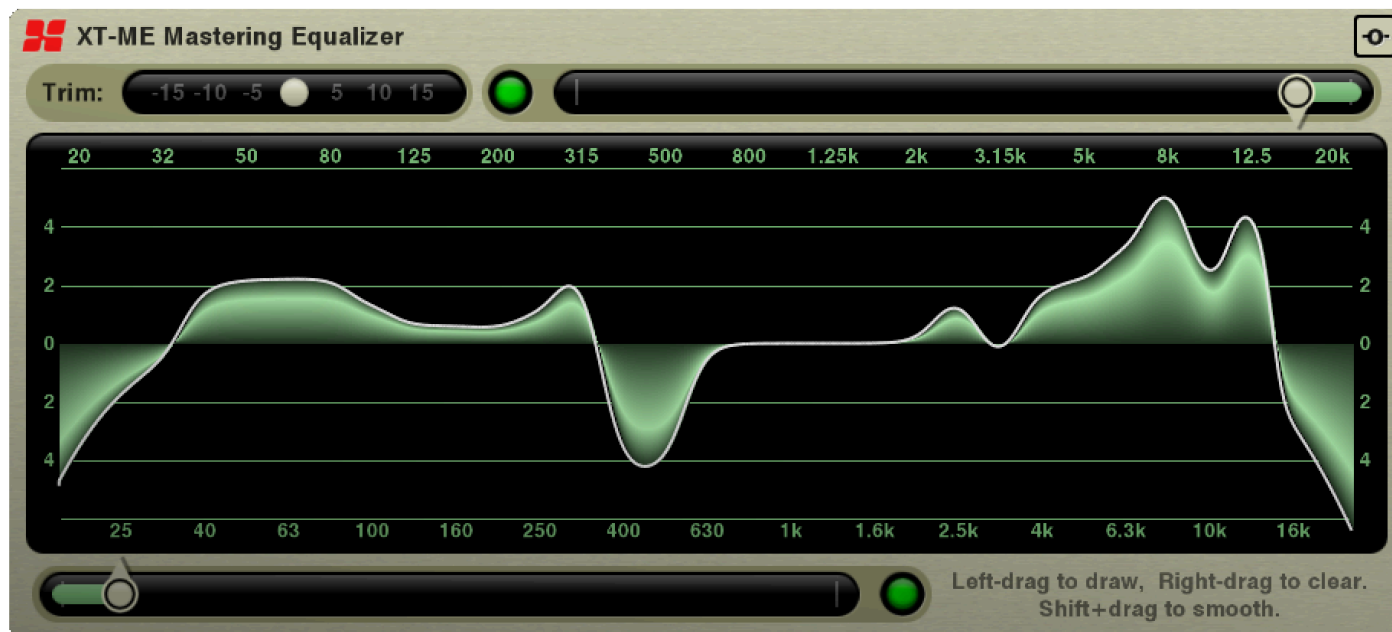 XT-ME Mastering Equalizer
Trim: -15 -10 -5 5 10 15
20 32 50 80 125 200 315 500 800 1.25k 2k 3.15k 5k 8k 12.5 20k
4 4
2 2
0 0
2 2
4 4
25 40 63 100 160 250 400 630 1k 1.6k 2.5k 4k 6.3k 10k 16k
Left-drag to draw, Right-drag to clear.
Shift+drag to smooth.